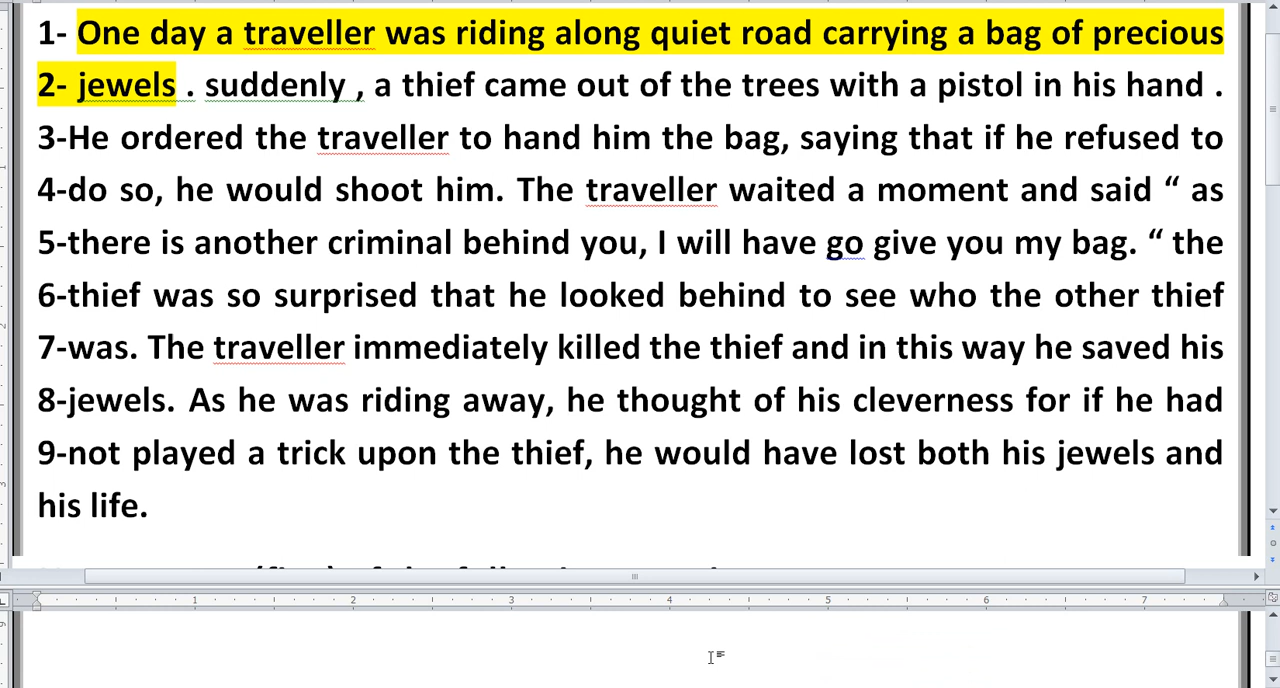 1- One day a traveller was riding along quiet road carrying a bag of precious
2- jewels . suddenly , a thief came out of the trees with a pistol in his hand .
3-He ordered the traveller to hand him the bag, saying that if he refused to
4-do so, he would shoot him. The traveller waited a moment and said “ as
5-there is another criminal behind you, I will have go give you my bag. “ the
6-thief was so surprised that he looked behind to see who the other thief
7-was. The traveller immediately killed the thief and in this way he saved his
8-jewels. As he was riding away, he thought of his cleverness for if he had
9-not played a trick upon the thief, he would have lost both his jewels and
his life.
1 2 3 4 5 6 7